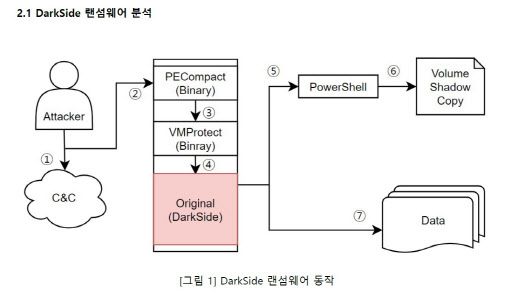 2.1 DarkSide 랜섬웨어 분석
Attacker
①
C&C
②
PECompact
(Binary)
③
VMProtect
(Binray)
④
Original
(DarkSide)
⑤
PowerShell
⑥
Volume
Shadow
Copy
⑦
Data
[그림 1] DarkSide 랜섬웨어 동작